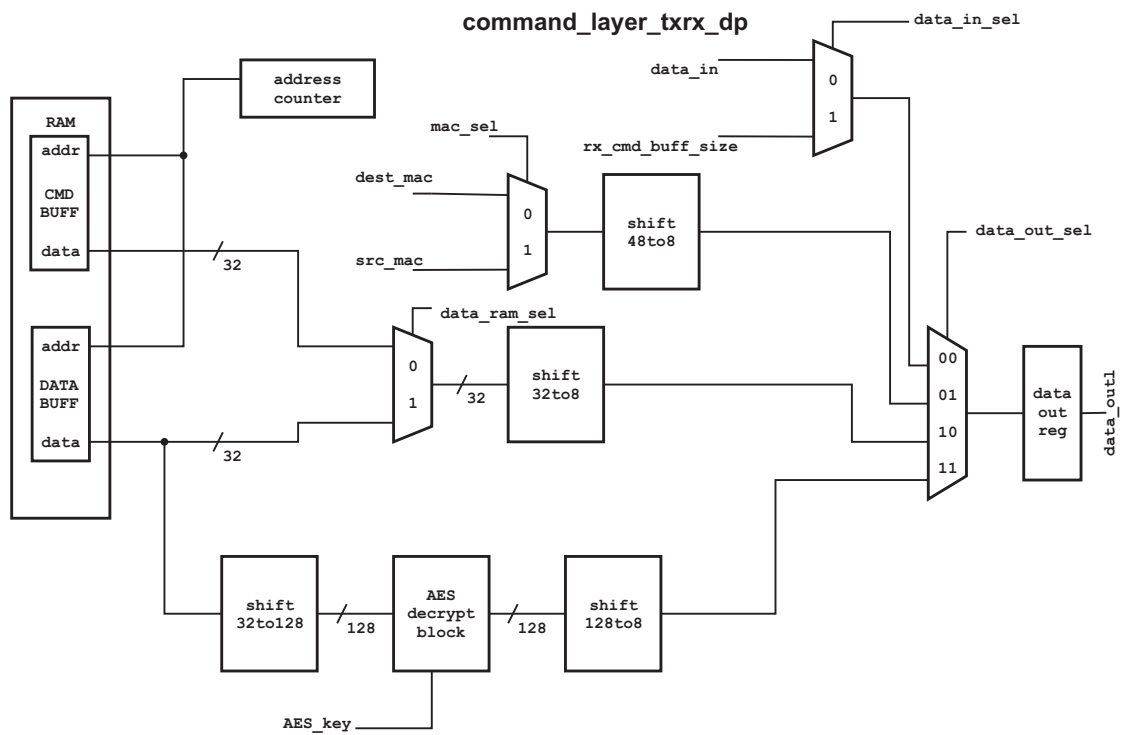 command_layer_txrx_dp
data_in_sel
data_in
0
1
rx_cmd_buff_size
address
counter
RAM
addr
CMD
BUFF
data
32
mac_sel
dest_mac
0
1
src_mac
shift
48to8
data_out_sel
addr
DATA
BUFF
data
32
data_ram_sel
0
1
32
shift
32to8
00
01
10
11
data
out
reg
data_out1
shift
32to128
128
AES
decrypt
block
128
shift
128to8
AES_key